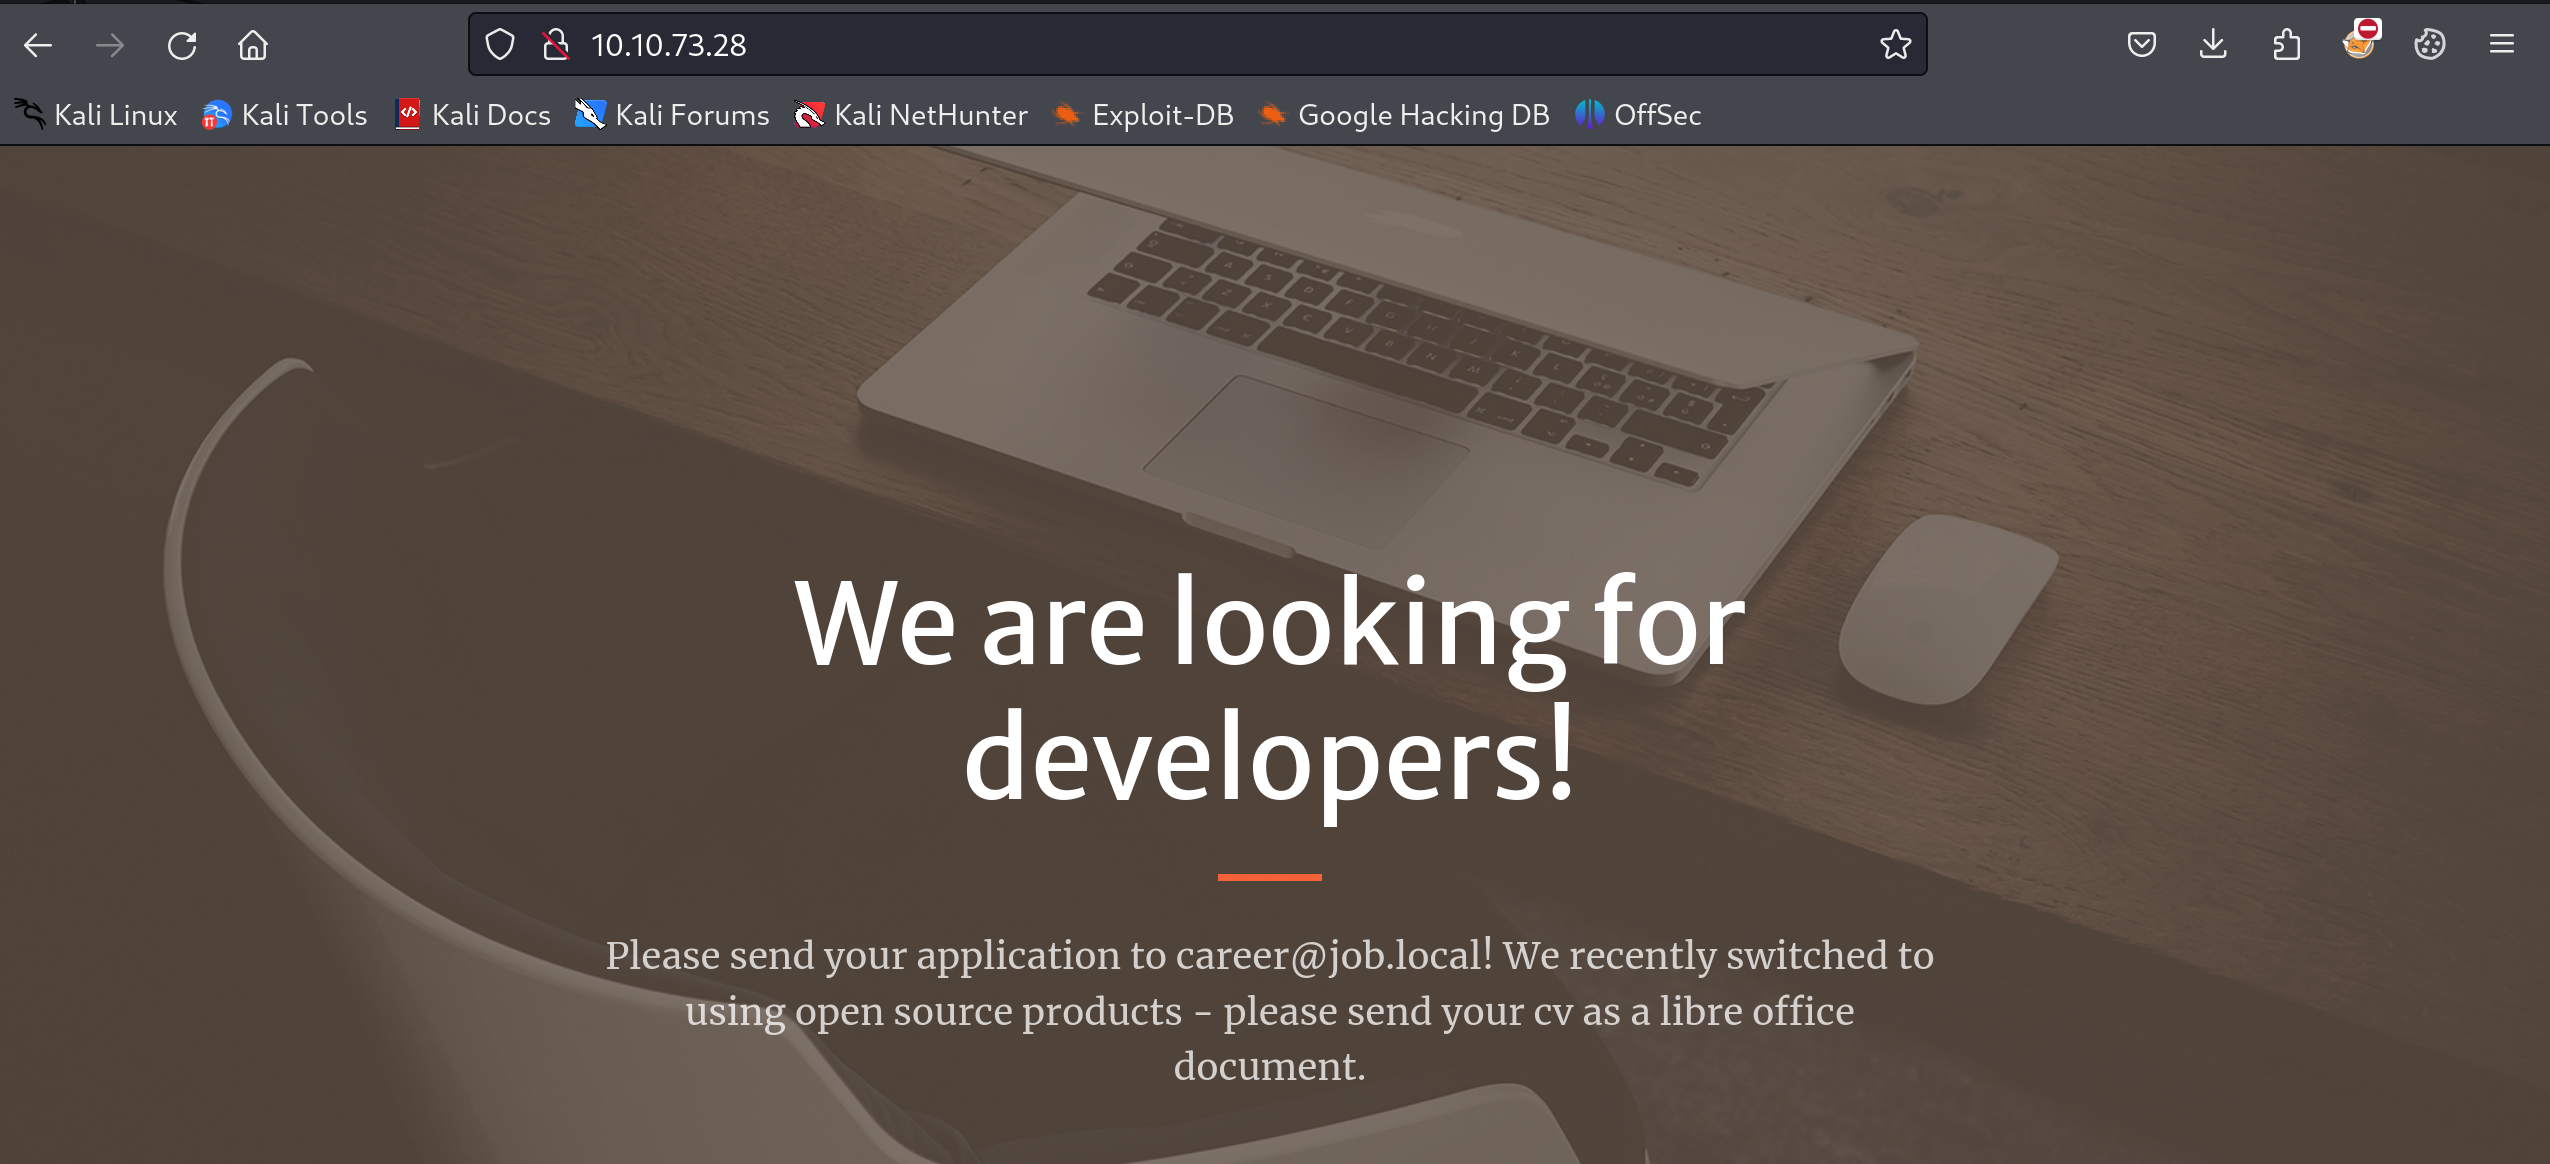 10.10.73.28
Kali Linux Kali Tools Kali Docs Kali Forums Kali NetHunter Exploit-DB Google Hacking DB OffSec
We are looking for
developers!
Please send your application to career@job.local! We recently switched to
using open source products - please send your cv as a libre office
document.